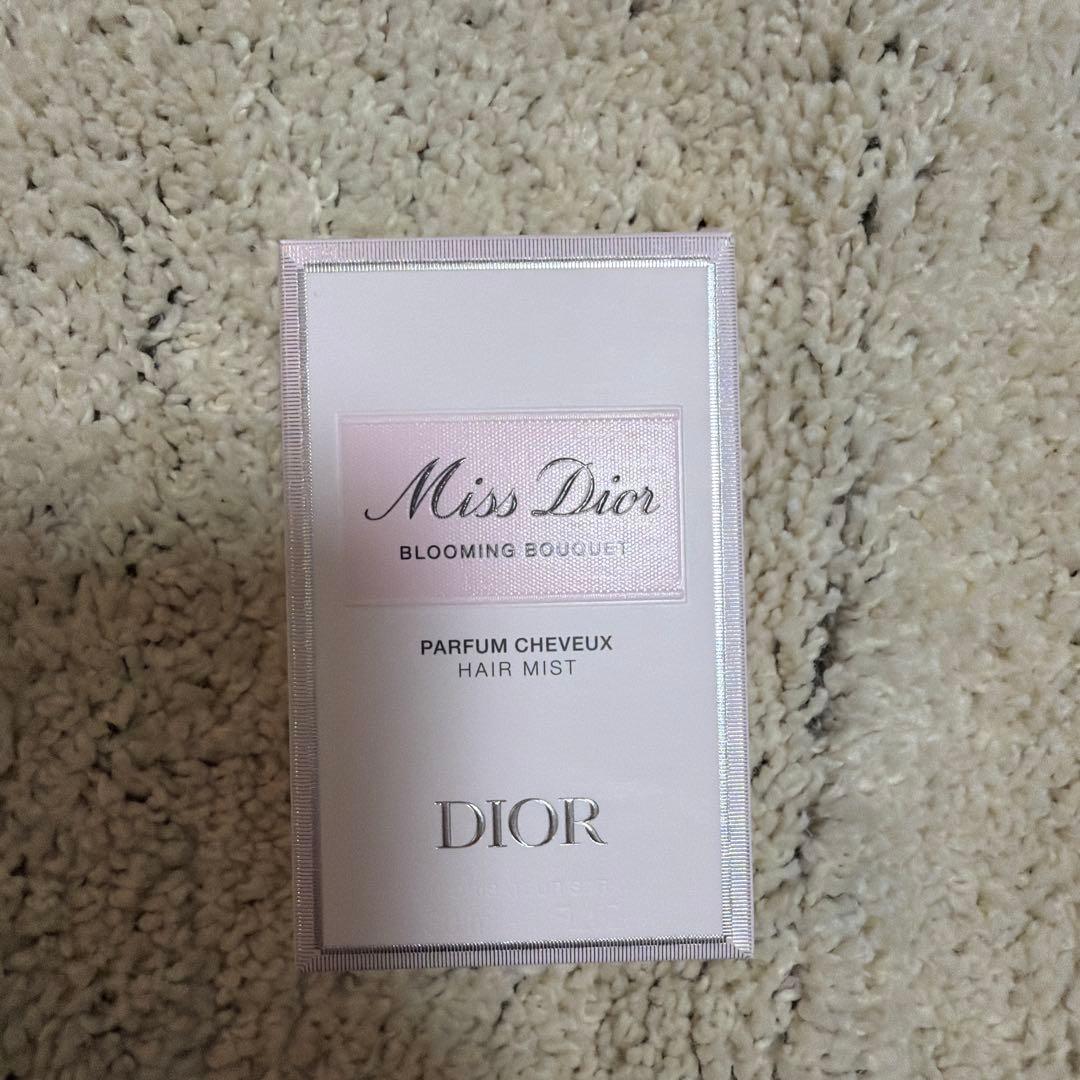 Miss Dior
BLOOMING BOUQUET
PARFUM CHEVEUX
HAIR MIST
DIOR